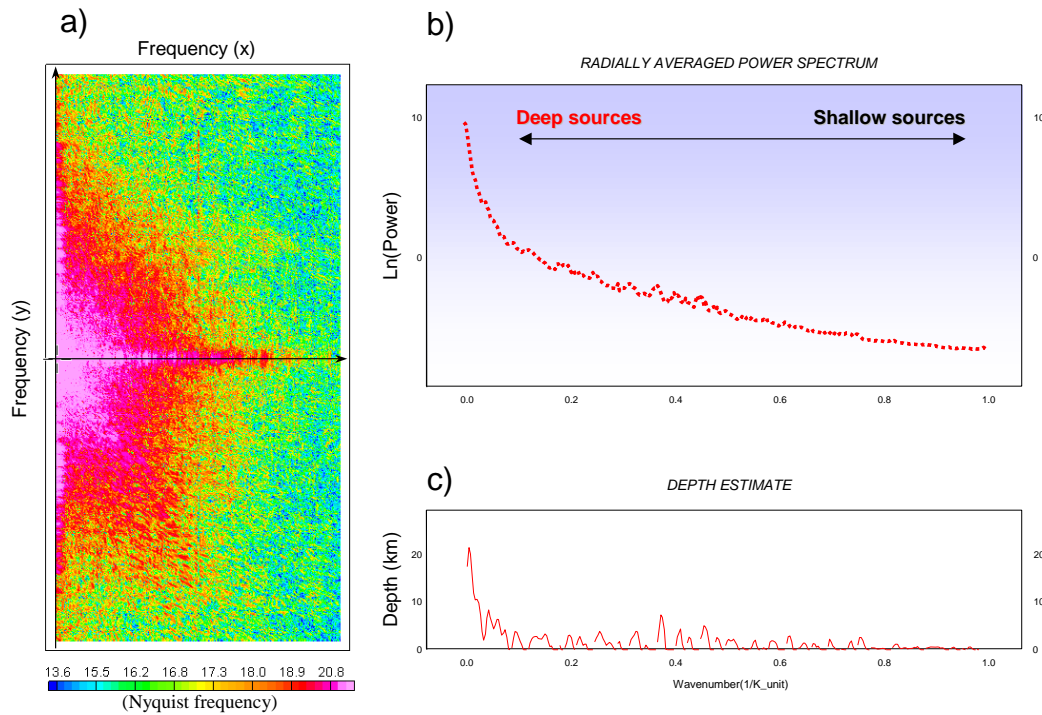 a)
Frequency (x)
Frequency (y)
13.6 15.5 16.2 16.8 17.3 18.0 18.9 20.8
(Nyquist frequency)
b)
RADIALLY AVERAGED POWER SPECTRUM
Deep sources Shallow sources
Ln(Power)
10 10
0 0
0.0 0.2 0.4 0.6 0.8 1.0
c)
DEPTH ESTIMATE
Depth (km)
20 20
10 10
0 0
0.0 0.2 0.4 0.6 0.8 1.0
Wavenumber(1/K_unit)